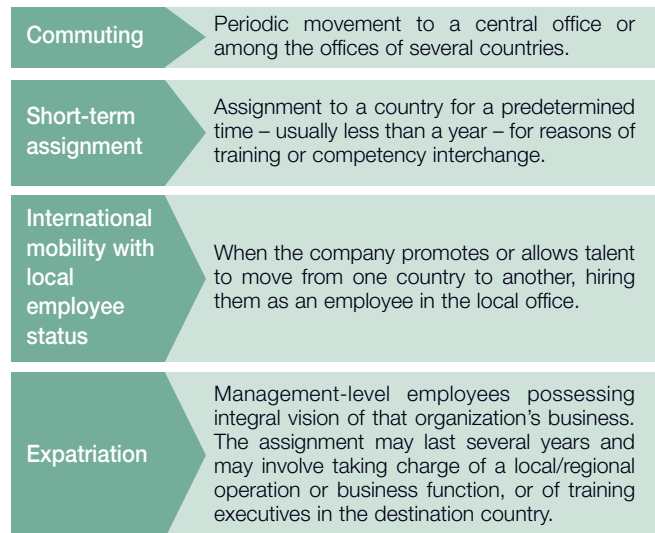 Commuting
Periodic movement to a central office or
among the offices of several countries.
Short-term
assignment
Assignment to a country for a predetermined
time – usually less than a year – for reasons of
training or competency interchange.
International
mobility with
local
employee
status
When the company promotes or allows talent
to move from one country to another, hiring
them as an employee in the local office.
Expatriation
Management-level employees possessing
integral vision of that organization’s business.
The assignment may last several years and
may involve taking charge of a local/regional
operation or business function, or of training
executives in the destination country.